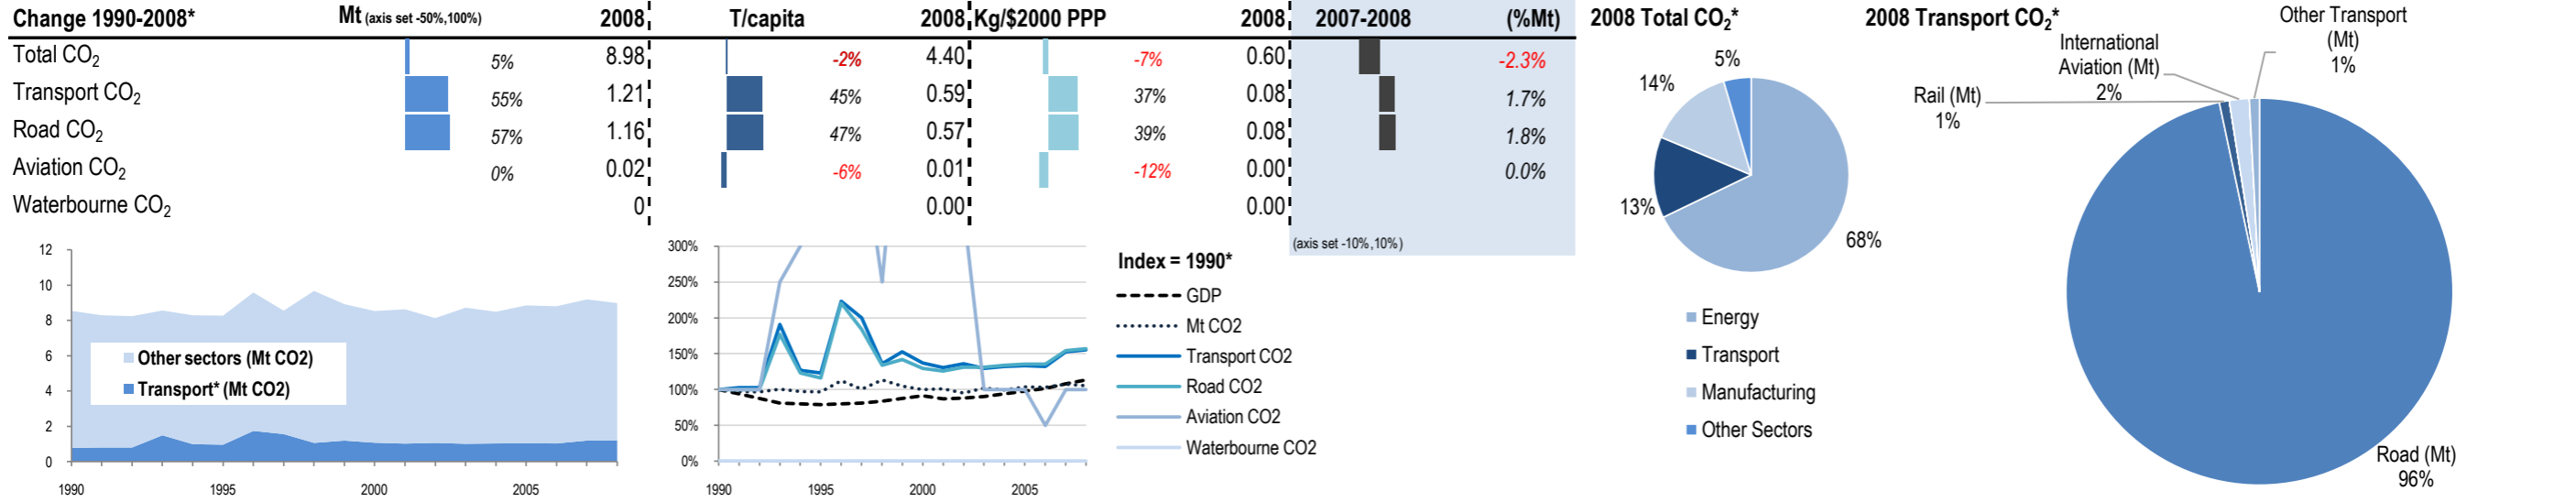 Change 1990-2008* Mt (axis set -50%,100%) 2008 T/capita 2008 Kg/$2000 PPP 2008 2007-2008 (%Mt)
Total CO2 5% 8.98 -2% 4.40 -7% 0.60 -2.3%
Transport CO2 55% 1.21 45% 0.59 37% 0.08 1.7%
Road CO2 57% 1.16 47% 0.57 39% 0.08 1.8%
Aviation CO2 0% 0.02 -6% 0.01 -12% 0.00 0.0%
Waterbourne CO2 0 0.00 0.00
(axis set -10%,10%)
12
10
8
6
4
2
0
1990 1995 2000 2005
Other sectors (Mt CO2)
Transport* (Mt CO2)
300%
250%
200%
150%
100%
50%
0%
1990 1995 2000 2005
Index = 1990*
GDP
Mt CO2
Transport CO2
Road CO2
Aviation CO2
Waterbourne CO2
2008 Total CO2*
5%
14%
13%
68%
Energy
Transport
Manufacturing
Other Sectors
2008 Transport CO2*
Other Transport
(Mt)
1%
International
Aviation (Mt)
2%
Rail (Mt)
1%
Road (Mt)
96%